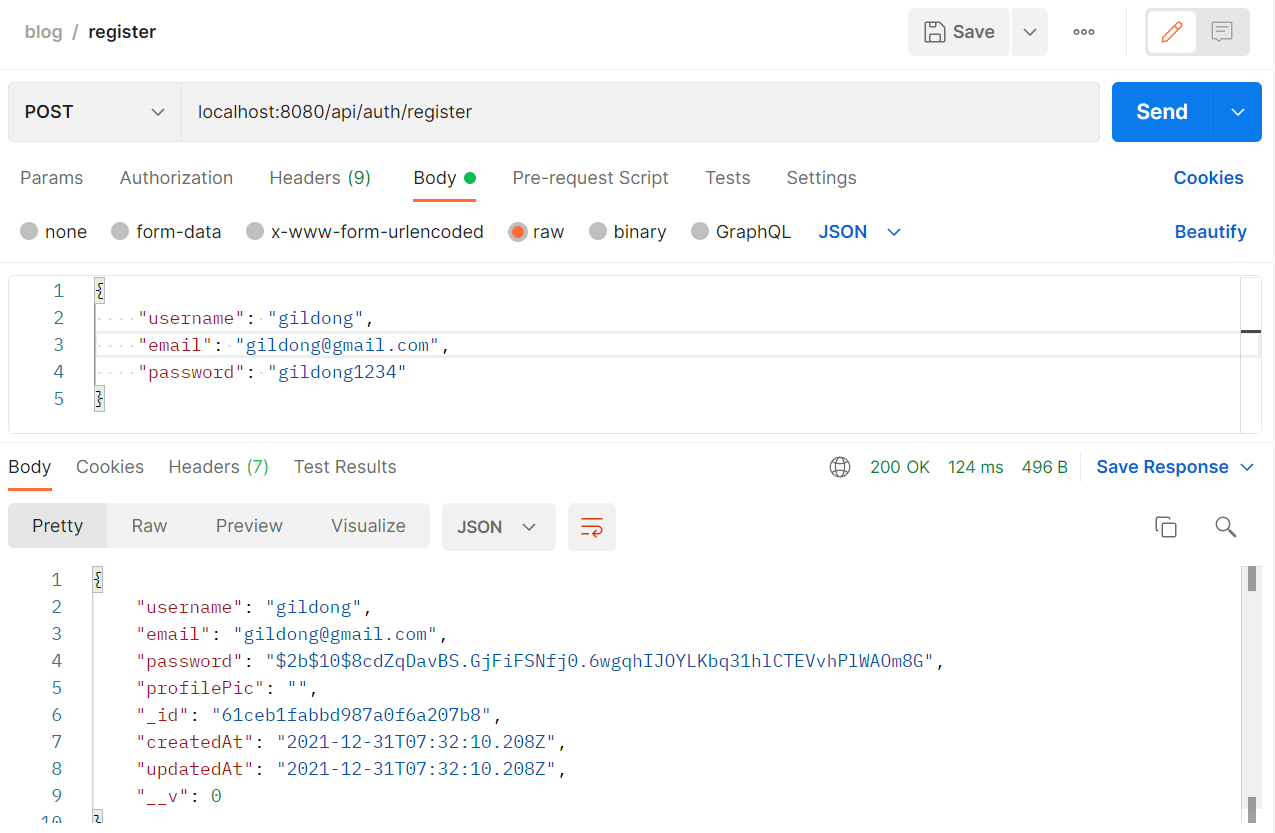 blog / register
Save
POST
localhost:8080/api/auth/register
Send
Params Authorization Headers (9) Body Pre-request Script Tests Settings Cookies
none form-data x-www-form-urlencoded raw binary GraphQL JSON Beautify
1 {
2 "username": "gildong",
3 "email": "gildong@gmail.com",
4 "password": "gildong1234"
5 }
Body Cookies Headers (7) Test Results 200 OK 124 ms 496 B Save Response
Pretty Raw Preview Visualize JSON
1 {
2 "username": "gildong",
3 "email": "gildong@gmail.com",
4 "password": "$2b$10$8cdZqDavBS.GjFiFSNfj0.6wgqhIJOYLKbq31hlCTEVvhPlWAOm8G",
5 "profilePic": "",
6 "_id": "61ceb1fabbd987a0f6a207b8",
7 "createdAt": "2021-12-31T07:32:10.208Z",
8 "updatedAt": "2021-12-31T07:32:10.208Z",
9 "__v": 0
10 }